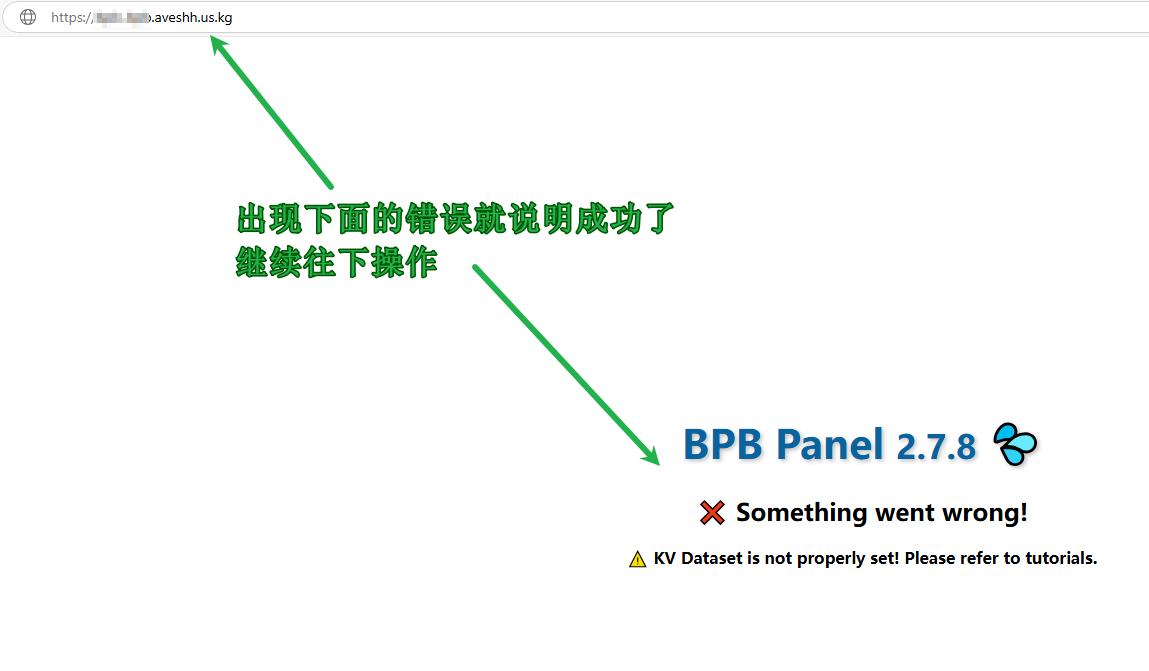 https://.aveshh.us.kg
出现下面的错误就说明成功了
继续往下操作
BPB Panel 2.7.8
Something went wrong!
KV Dataset is not properly set! Please refer to tutorials.